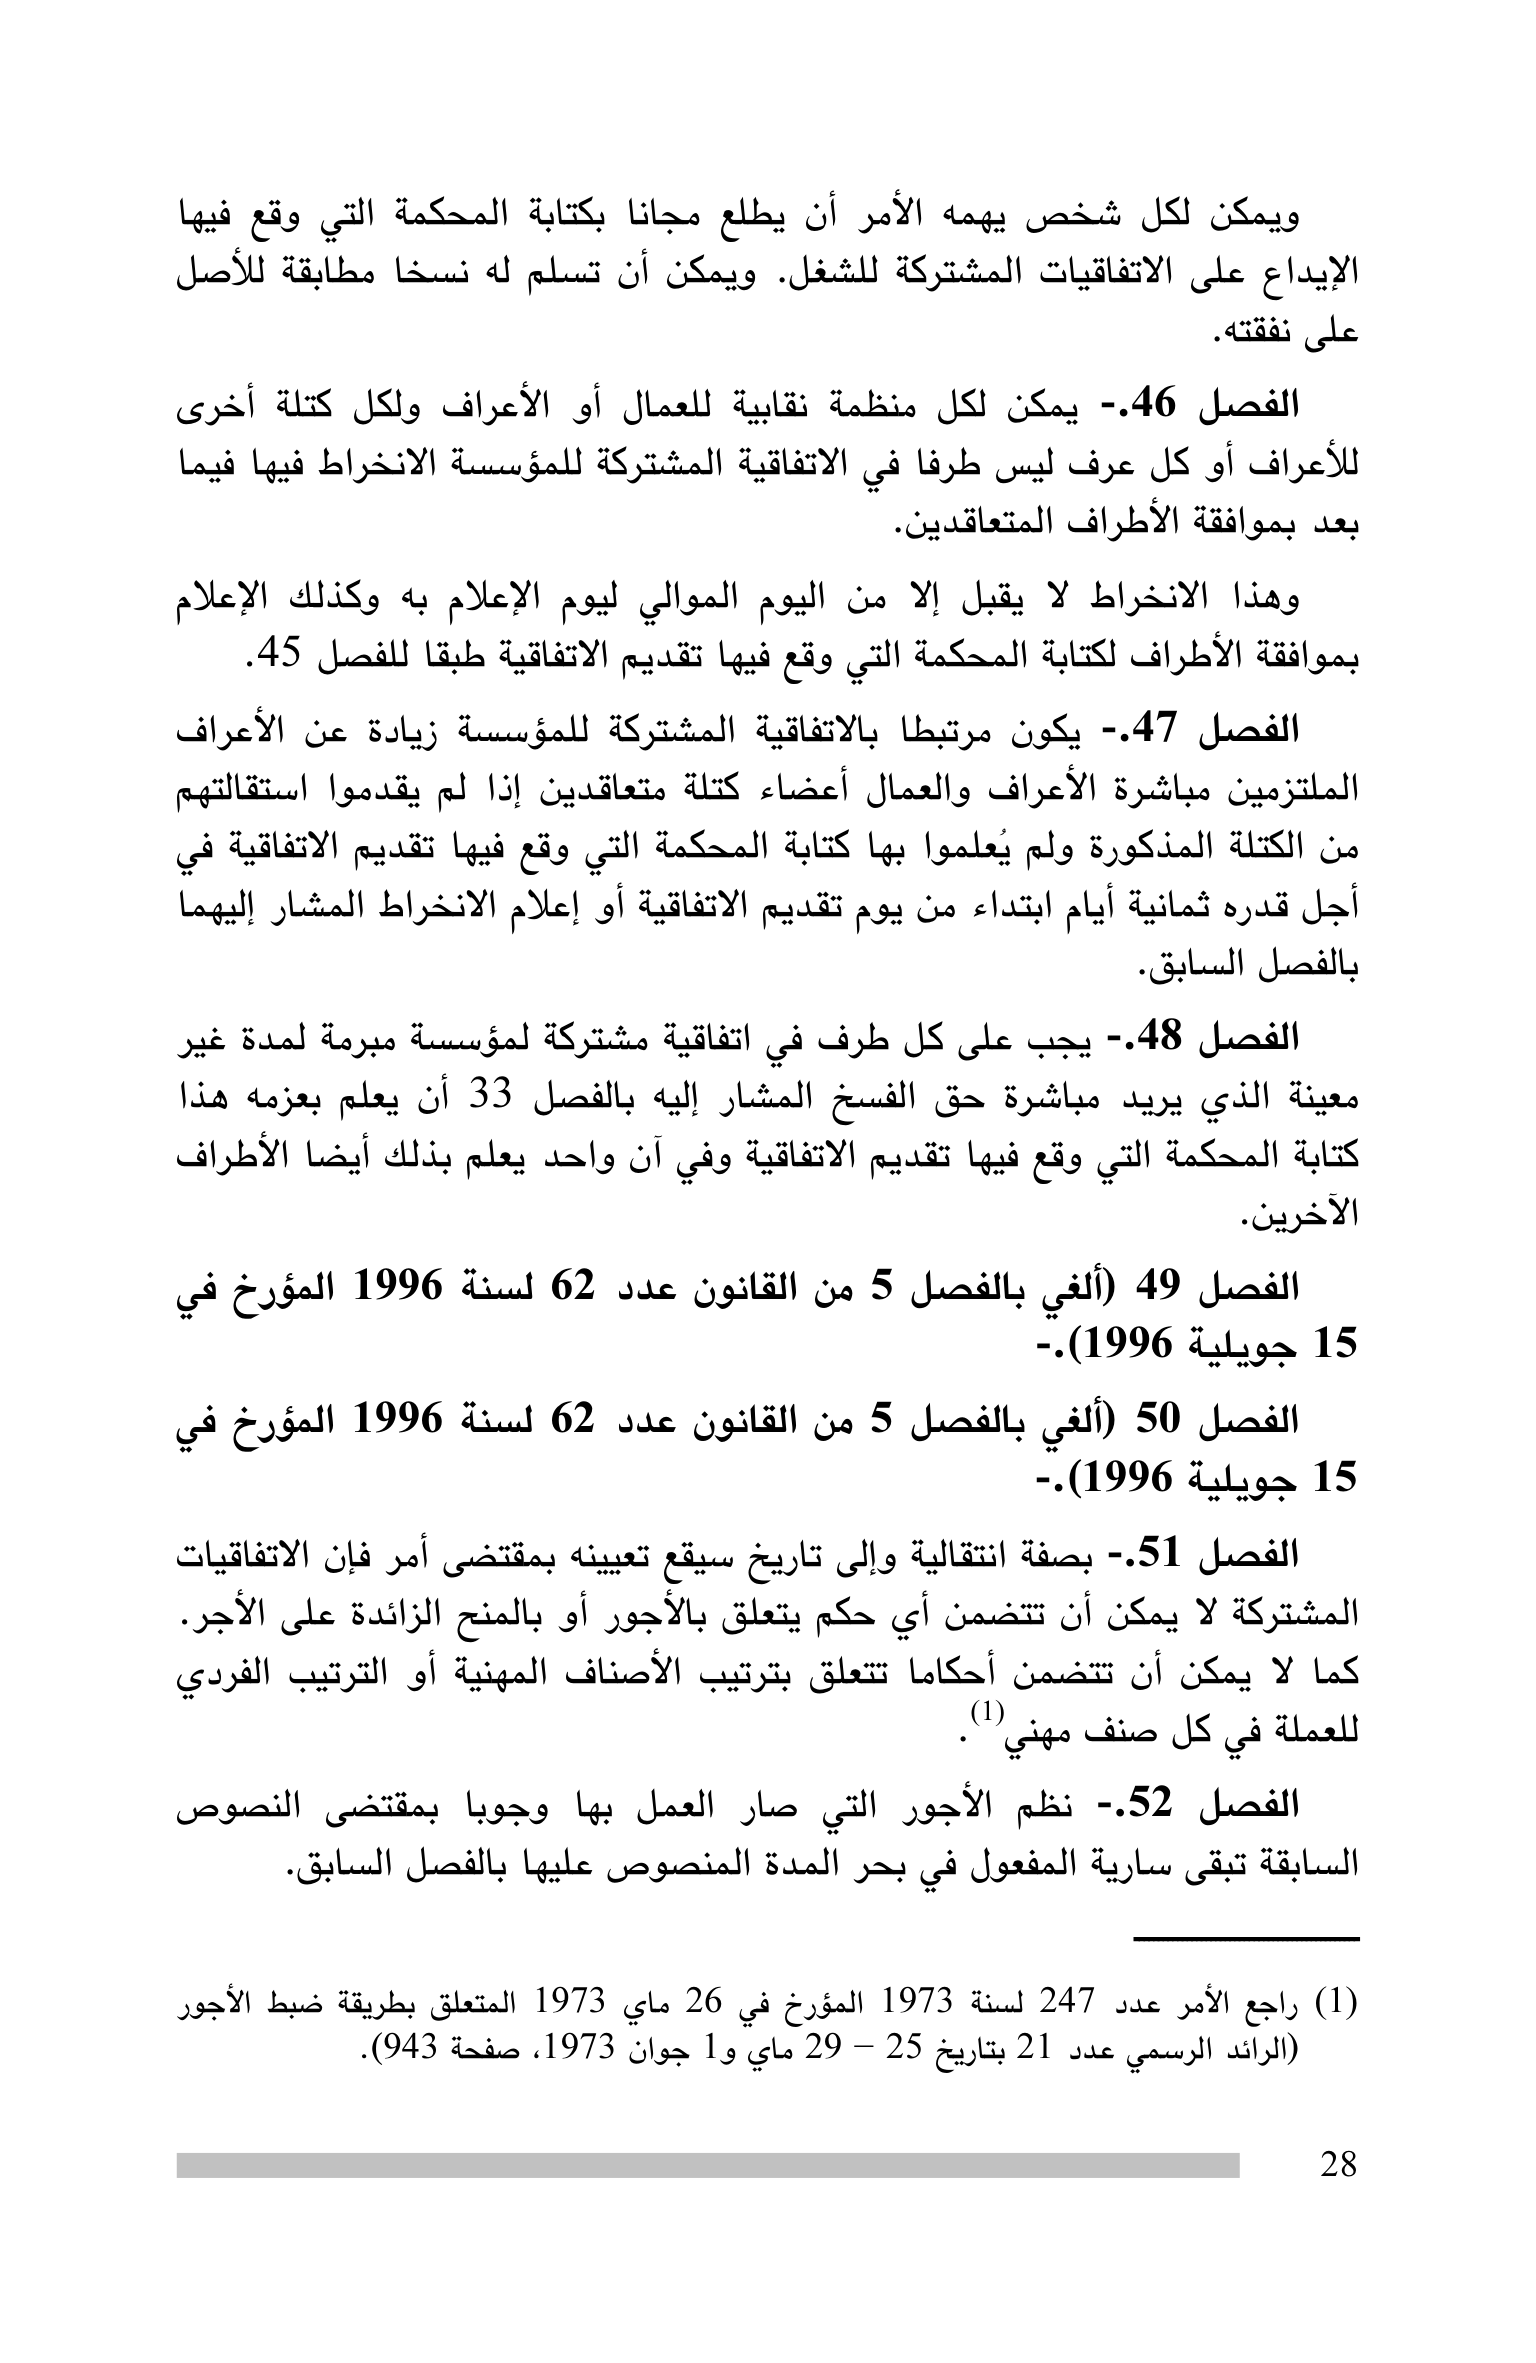 ويمكن لكل شخص يهمه الأمر أن يطلع مجانا بكتابة المحكمة التي وقع فيها
الإيداع على الاتفاقيات المشتركة للشغل. ويمكن أن تسلم له نسخا مطابقة للأصل
على نفقته.
الفصل 46.- يمكن لكل منظمة نقابية للعمال أو الأعراف ولكل كتلة أخرى
للأعراف أو كل عرف ليس طرفا في الاتفاقية المشتركة للمؤسسة الانخراط فيها فيما
بعد بموافقة الأطراف المتعاقدين.
وهذا الانخراط لا يقبل إلا من اليوم الموالي ليوم الإعلام به وكذلك الإعلام
بموافقة الأطراف لكتابة المحكمة التي وقع فيها تقديم الاتفاقية طبقا للفصل 45.
الفصل 47.- يكون مرتبطا بالاتفاقية المشتركة للمؤسسة زيادة عن الأعراف
الملتزمين مباشرة الأعراف والعمال أعضاء كتلة متعاقدين إذا لم يقدموا استقالتهم
من الكتلة المذكورة ولم يُعلموا بها كتابة المحكمة التي وقع فيها تقديم الاتفاقية في
أجل قدره ثمانية أيام ابتداء من يوم تقديم الاتفاقية أو إعلام الانخراط المشار إليهما
بالفصل السابق.
الفصل 48.- يجب على كل طرف في اتفاقية مشتركة لمؤسسة مبرمة لمدة غير
معينة الذي يريد مباشرة حق الفسخ المشار إليه بالفصل 33 أن يعلم بعزمه هذا
كتابة المحكمة التي وقع فيها تقديم الاتفاقية وفي آن واحد يعلم بذلك أيضا الأطراف
الآخرين.
الفصل 49 (ألغي بالفصل 5 من القانون عدد 62 لسنة 1996 المؤرخ في
15 جويلية 1996).-
الفصل 50 (ألغي بالفصل 5 من القانون عدد 62 لسنة 1996 المؤرخ في
15 جويلية 1996).-
الفصل 51.- بصفة انتقالية وإلى تاريخ سيقع تعيينه بمقتضى أمر فإن الاتفاقيات
المشتركة لا يمكن أن تتضمن أي حكم يتعلق بالأجور أو بالمنح الزائدة على الأجر.
كما لا يمكن أن تتضمن أحكاما تتعلق بترتيب الأصناف المهنية أو الترتيب الفردي
للعملة في كل صنف مهني(1).
الفصل 52.- نظم الأجور التي صار العمل بها وجوبا بمقتضى النصوص
السابقة تبقى سارية المفعول في بحر المدة المنصوص عليها بالفصل السابق.
(1) راجع الأمر عدد 247 لسنة 1973 المؤرخ في 26 ماي 1973 المتعلق بطريقة ضبط الأجور
(الرائد الرسمي عدد 21 بتاريخ 25 – 29 ماي و1 جوان 1973، صفحة 943).
28